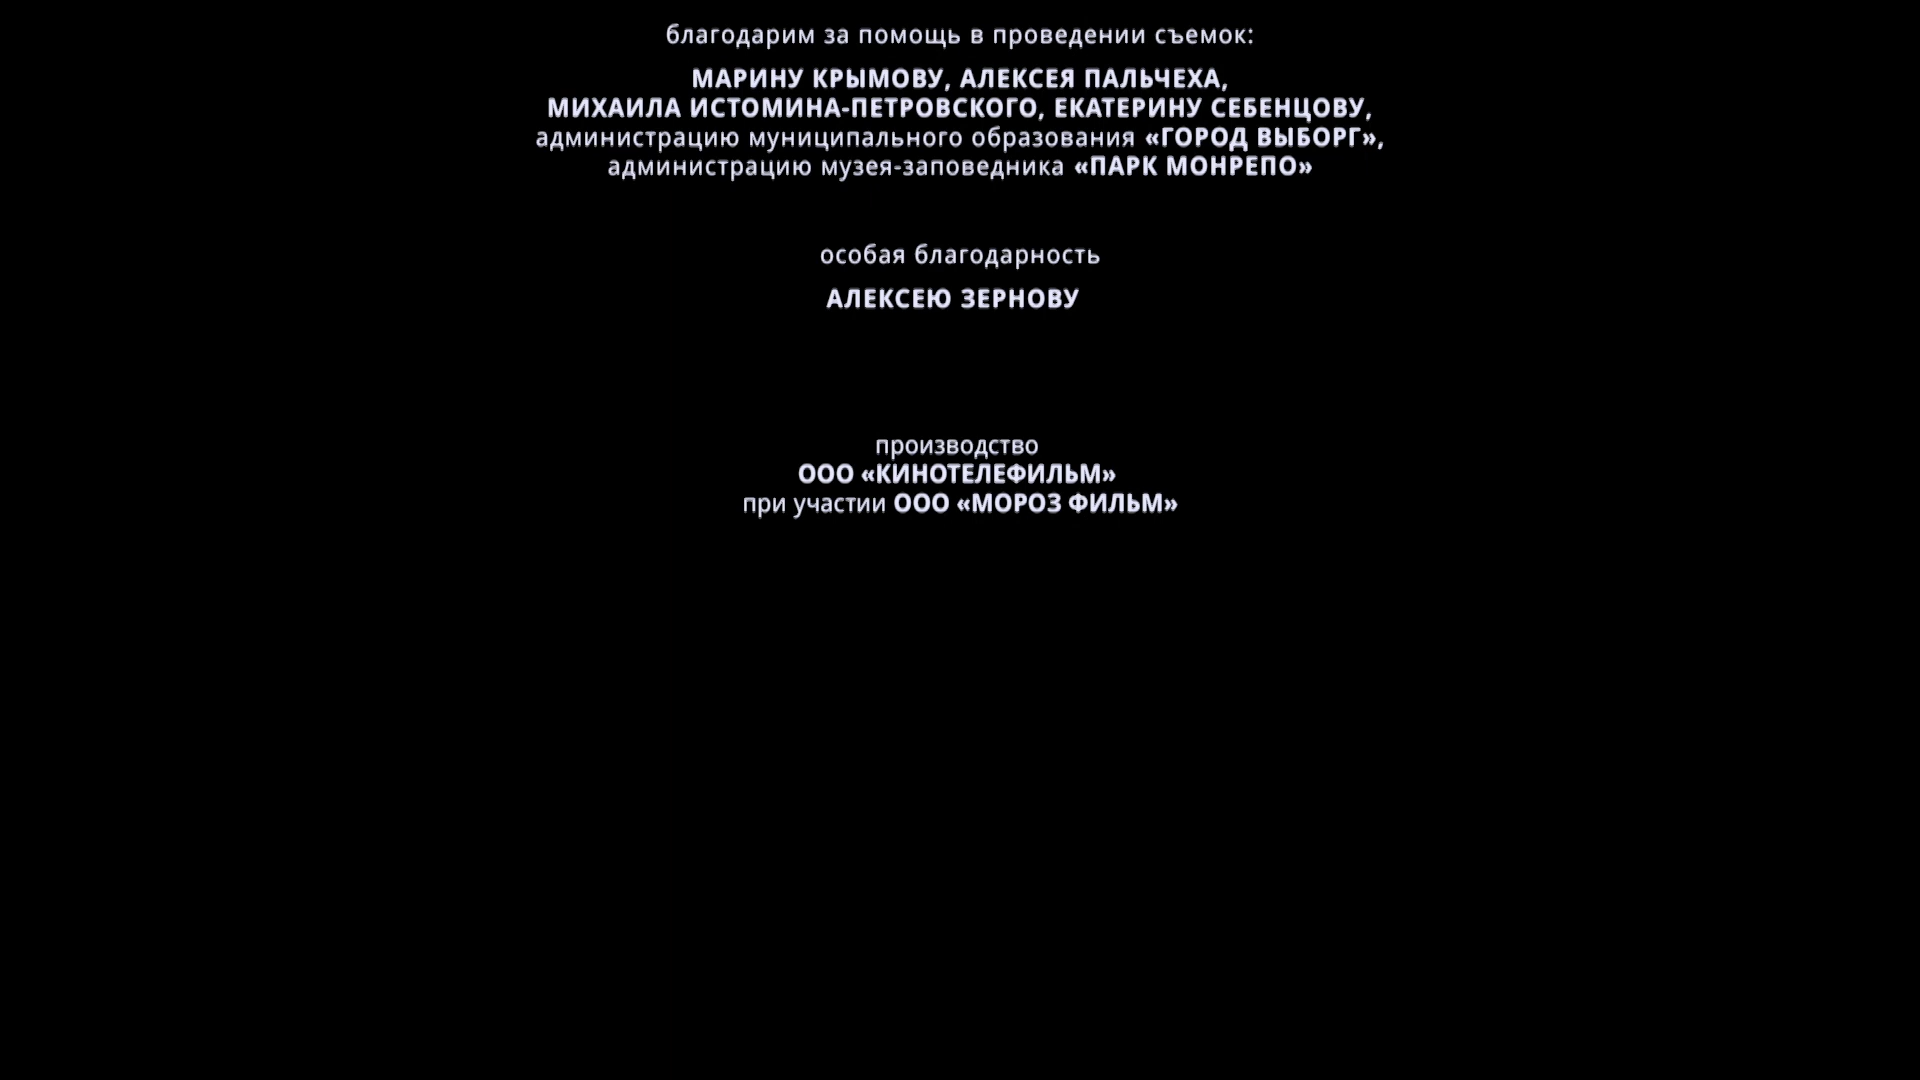 благодарим за помощь в проведении съемок:
МАРИНУ КРЫМОВУ, АЛЕКСЕЯ ПАЛЬЧЕХА,
МИХАИЛА ИСТОМИНА-ПЕТРОВСКОГО, ЕКАТЕРИНУ СЕБЕНЦОВУ,
администрацию муниципального образования «ГОРОД ВЫБОРГ»,
администрацию музея-заповедника «ПАРК МОНРЕПО»
особая благодарность
АЛЕКСЕЮ ЗЕРНОВУ
производство
ООО «КИНОТЕЛЕФИЛЬМ»
при участии ООО «МОРОЗ ФИЛЬМ»